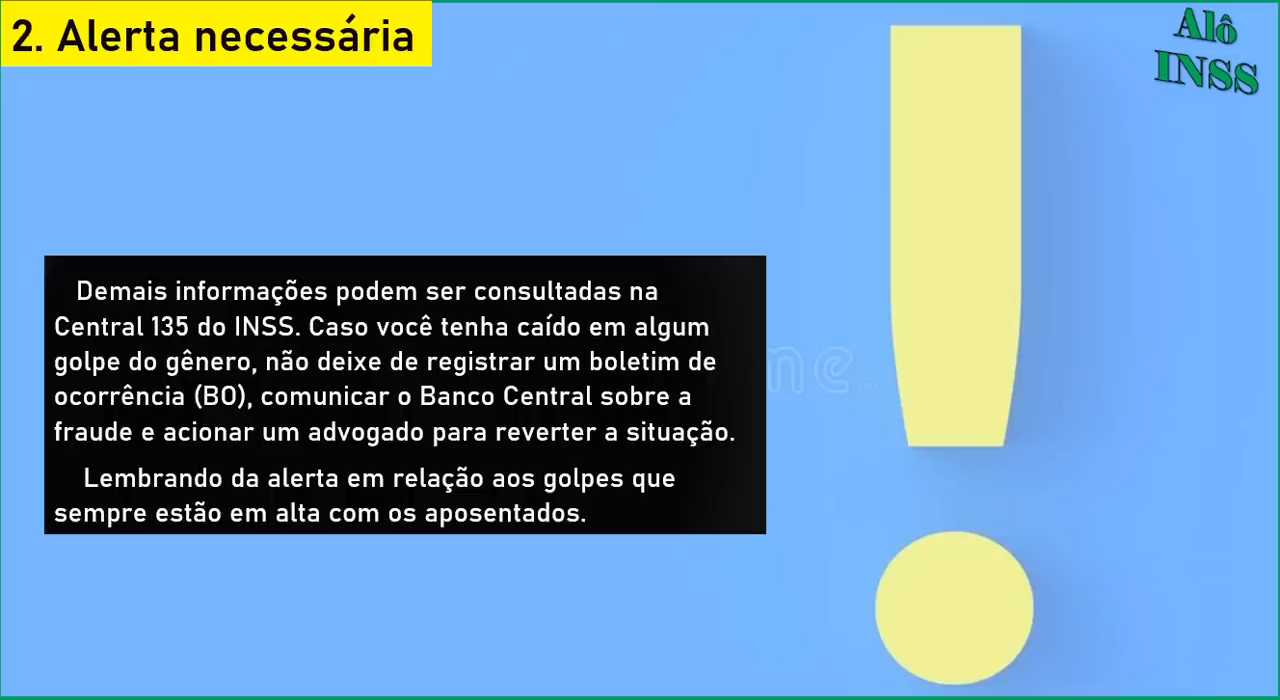 2. Alerta necessária
Alô
INSS
Demais informações podem ser consultadas na
Central 135 do INSS. Caso você tenha caído em algum
golpe do gênero, não deixe de registrar um boletim de
ocorrência (BO), comunicar o Banco Central sobre a
fraude e acionar um advogado para reverter a situação.
Lembrando da alerta em relação aos golpes que
sempre estão em alta com os aposentados.